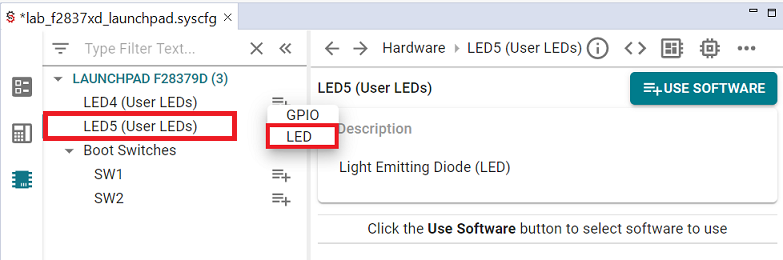 *lab_f2837xd_launchpad.syscfg
Type Filter Text...
LAUNCHPAD F28379D (3)
LED4 (User LEDs)
LED5 (User LEDs)
Boot Switches
SW1
SW2
GPIO
LED
Hardware LED5 (User LEDs)
LED5 (User LEDs)
USE SOFTWARE
Description
Light Emitting Diode (LED)
Click the Use Software button to select software to use